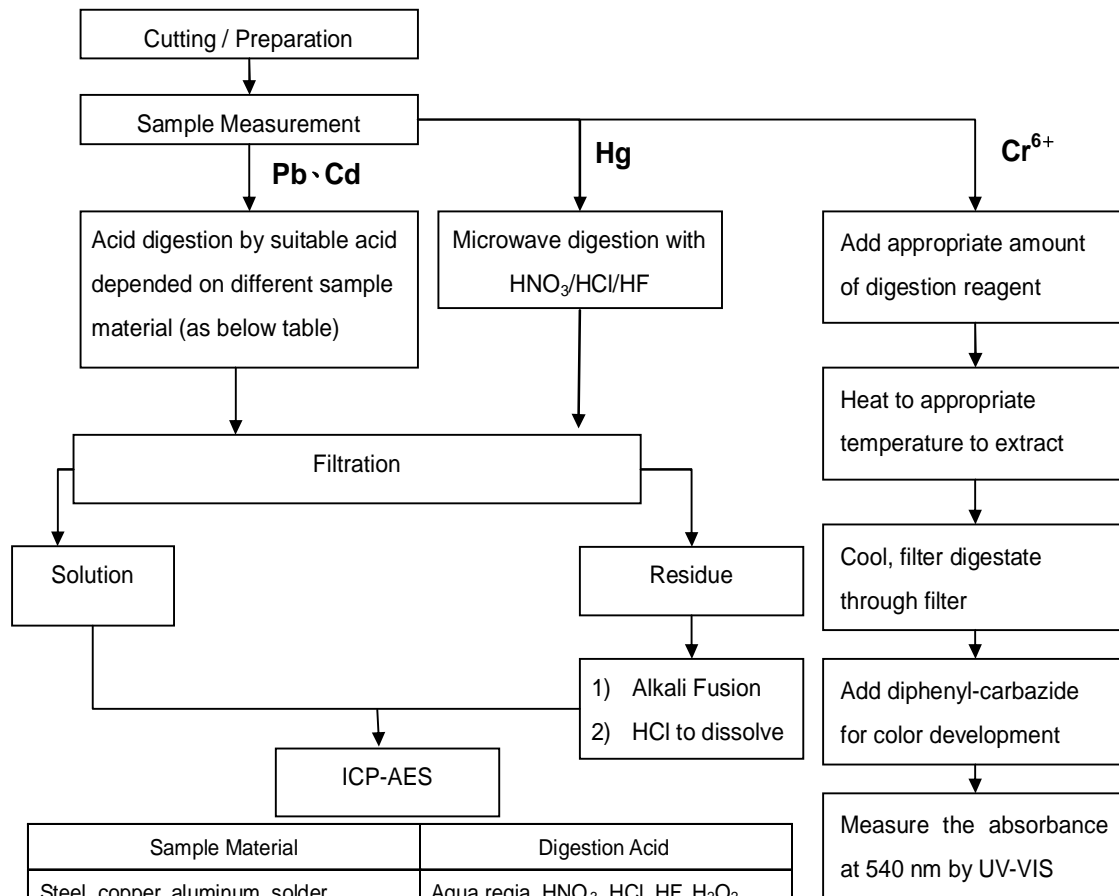 Cutting / Preparation
Sample Measurement
Pb、Cd
Hg
Cr⁶⁺
Acid digestion by suitable acid
depended on different sample
material (as below table)
Microwave digestion with
HNO₃/HCl/HF
Add appropriate amount
of digestion reagent
Heat to appropriate
temperature to extract
Filtration
Solution
Residue
Cool, filter digestate
through filter
1) Alkali Fusion
2) HCl to dissolve
Add diphenyl-carbazide
for color development
ICP-AES
Measure the absorbance
at 540 nm by UV-VIS
Sample Material
Digestion Acid
Steel, copper, aluminum, solder
Aqua regia, HNO₃, HCl, HF, H₂O₂